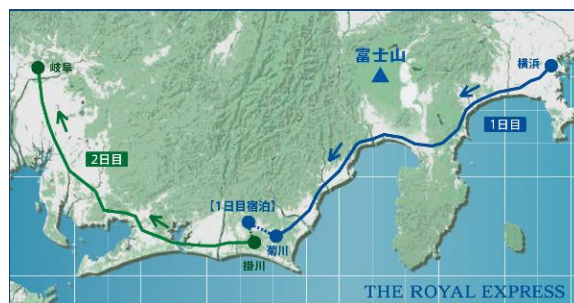 岐阜
富士山
横浜
1日目
2日目
【1日目宿泊】
菊川
掛川
THE ROYAL EXPRESS